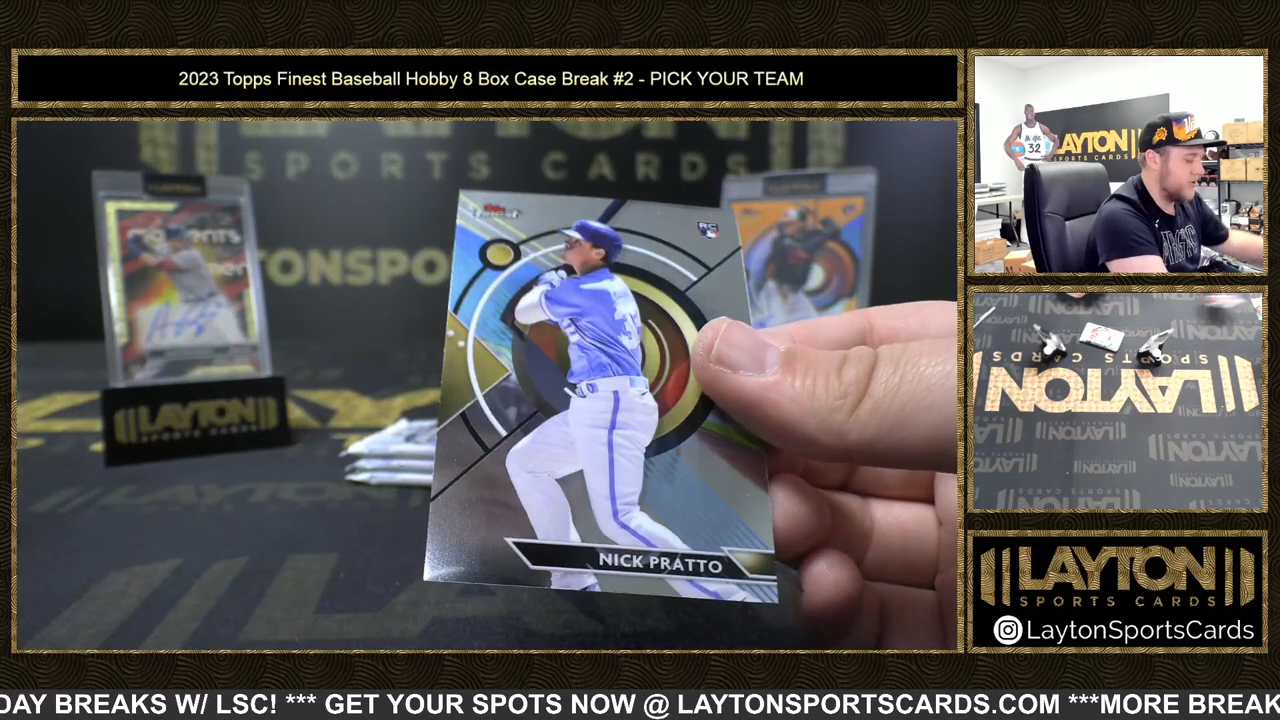 2023 Topps Finest Baseball Hobby 8 Box Case Break #2 - PICK YOUR TEAM
SPORTS CARDS
LAYTON
RC
NICK PRATTO
LAYTON
SPORTS CARDS
32
LAYTON
SPORTS CARDS
LAYTON
SPORTS CARDS
LaytonSportsCards
DAY BREAKS W/ LSC! *** GET YOUR SPOTS NOW @ LAYTONSPORTSCARDS.COM ***MORE BREAK